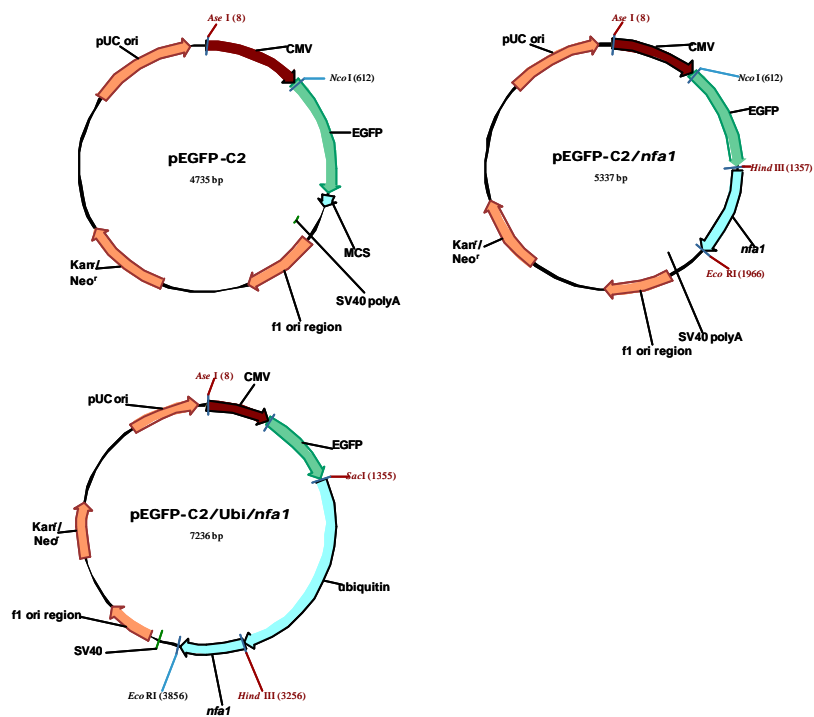 Ase I (8)
pUC ori
CMV
Nco I (612)
EGFP
pEGFP-C2
4735 bp
MCS
Kanr/
Neor
SV40 polyA
f1 ori region
Ase I (8)
pUC ori
CMV
Nco I (612)
EGFP
pEGFP-C2/nfa1
5337 bp
Hind III (1357)
nfa1
Kanr/
Neor
Eco RI (1966)
SV40 polyA
f1 ori region
Ase I (8)
CMV
pUC ori
EGFP
SacI (1355)
pEGFP-C2/Ubi/nfa1
7236 bp
Kanr/
Neor
ubiquitin
f1 ori region
SV40
Eco RI (3856)
Hind III (3256)
nfa1